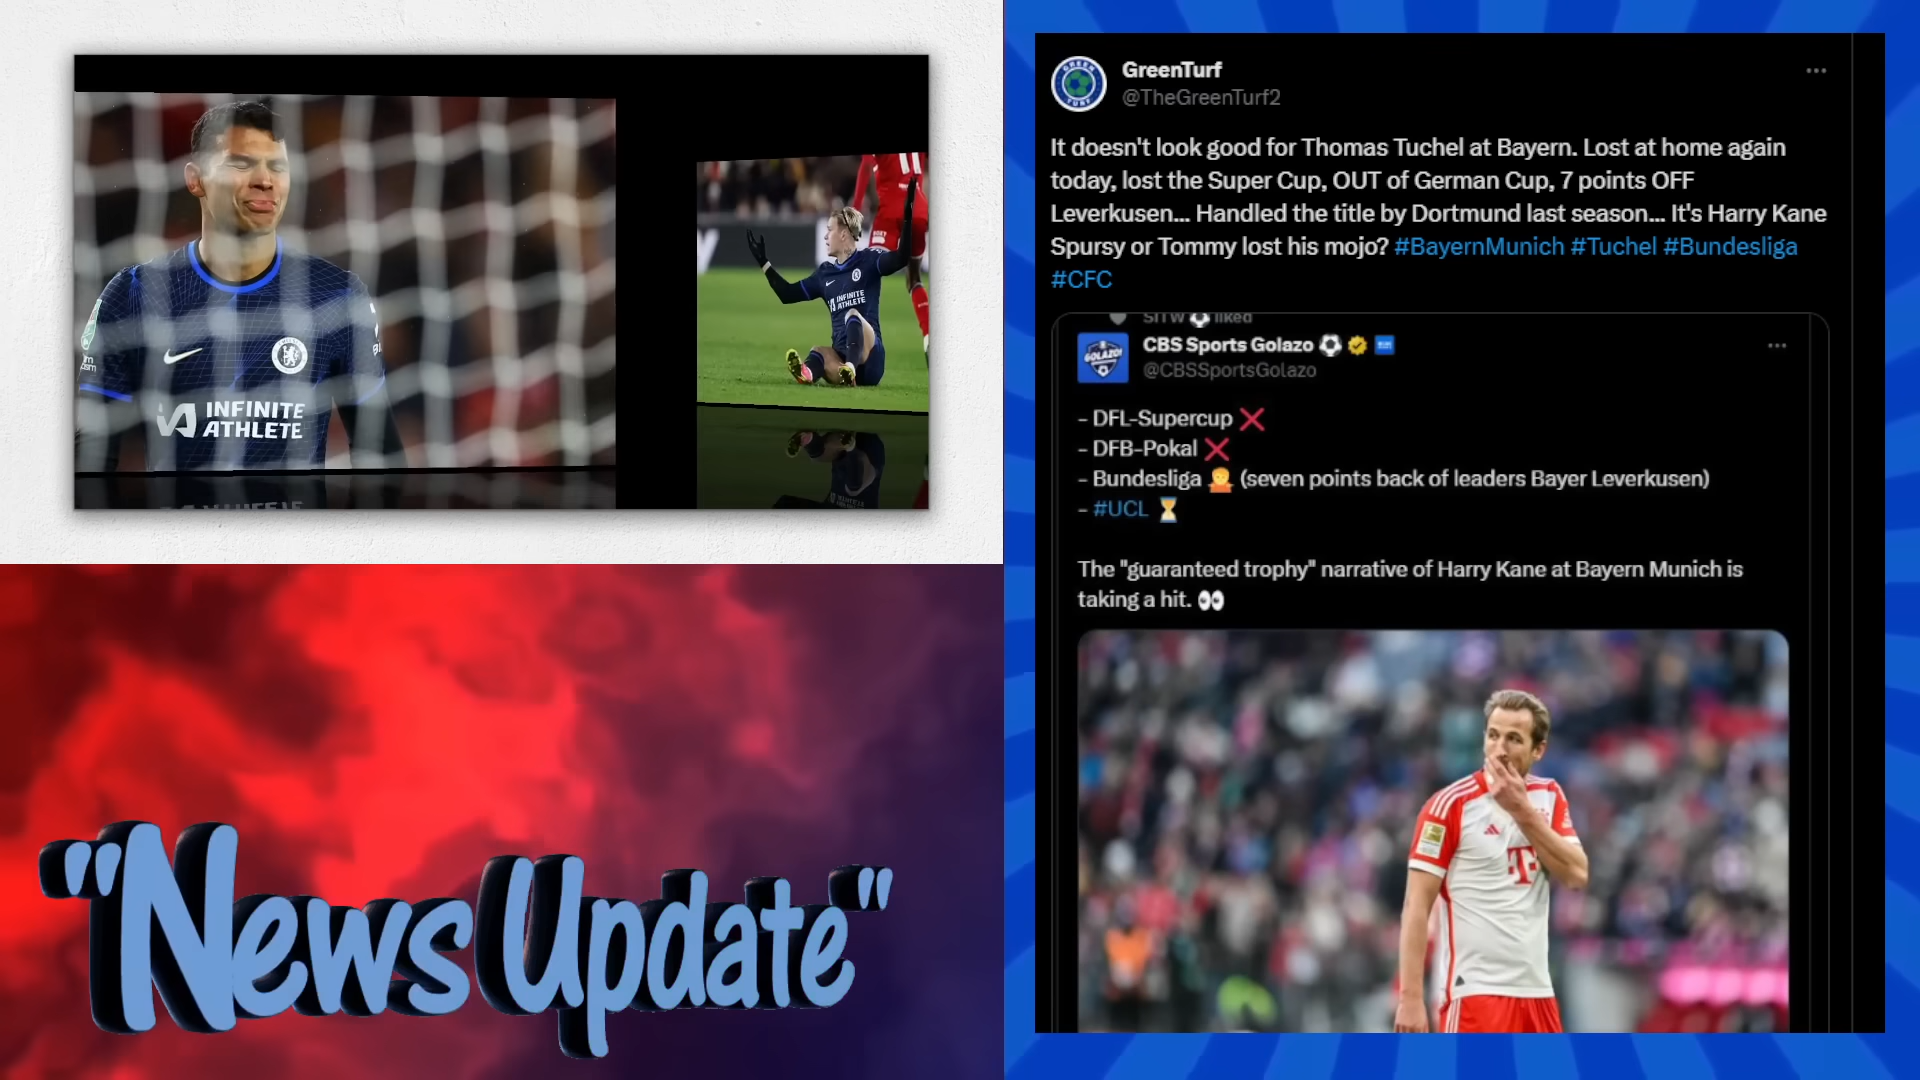 INFINITE
ATHLETE
INFINITE
ATHLETE
"News Update"
GreenTurf
@TheGreenTurf2
It doesn't look good for Thomas Tuchel at Bayern. Lost at home again
today, lost the Super Cup, OUT of German Cup, 7 points OFF
Leverkusen... Handled the title by Dortmund last season... It's Harry Kane
Spursy or Tommy lost his mojo? #BayernMunich #Tuchel #Bundesliga
#CFC
SITW ⚽ liked
GOLAZO!
CBS Sports Golazo ⚽
@CBSSportsGolazo
- DFL-Supercup ❌
- DFB-Pokal ❌
- Bundesliga 🤷 (seven points back of leaders Bayer Leverkusen)
- #UCL ⏳
The "guaranteed trophy" narrative of Harry Kane at Bayern Munich is
taking a hit. 👀
T